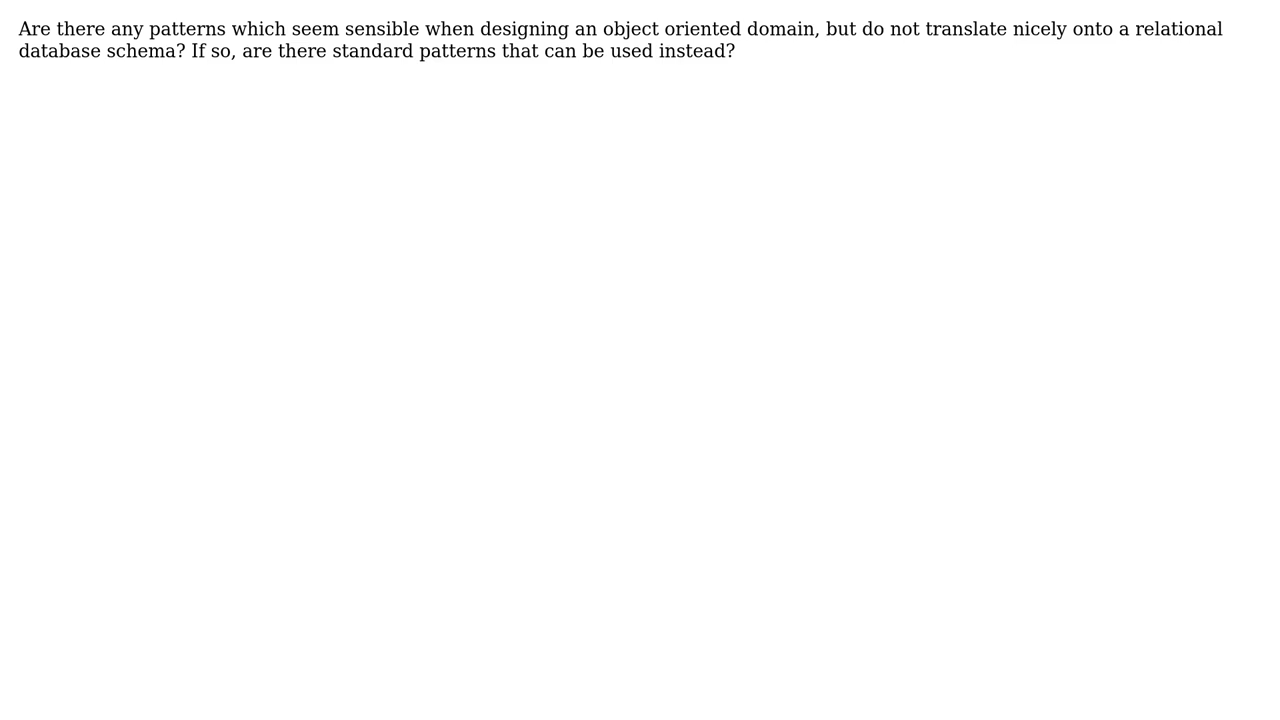 Are there any patterns which seem sensible when designing an object oriented domain, but do not translate nicely onto a relational
database schema? If so, are there standard patterns that can be used instead?